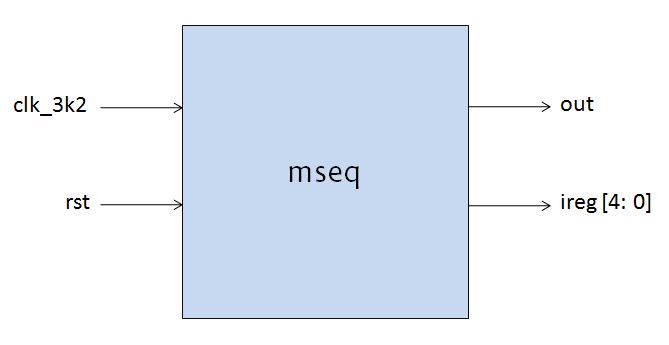 clk_3k2
out
mseq
rst
ireg [4: 0]